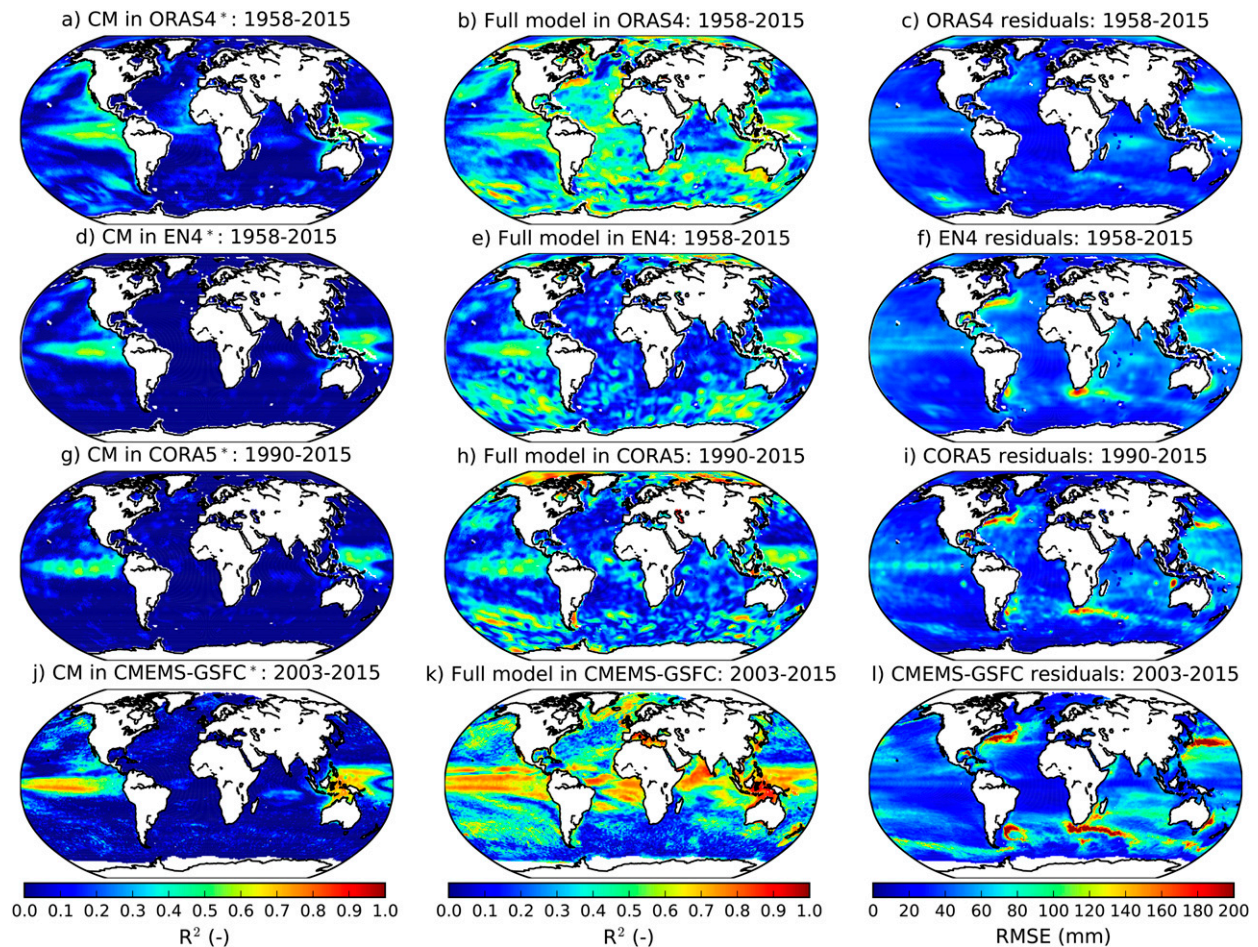 a) CM in ORAS4*: 1958-2015
b) Full model in ORAS4: 1958-2015
c) ORAS4 residuals: 1958-2015
d) CM in EN4*: 1958-2015
e) Full model in EN4: 1958-2015
f) EN4 residuals: 1958-2015
g) CM in CORA5*: 1990-2015
h) Full model in CORA5: 1990-2015
i) CORA5 residuals: 1990-2015
j) CM in CMEMS-GSFC*: 2003-2015
k) Full model in CMEMS-GSFC: 2003-2015
l) CMEMS-GSFC residuals: 2003-2015
0.0 0.1 0.2 0.3 0.4 0.5 0.6 0.7 0.8 0.9 1.0
R² (-)
0.0 0.1 0.2 0.3 0.4 0.5 0.6 0.7 0.8 0.9 1.0
R² (-)
0 20 40 60 80 100 120 140 160 180 200
RMSE (mm)